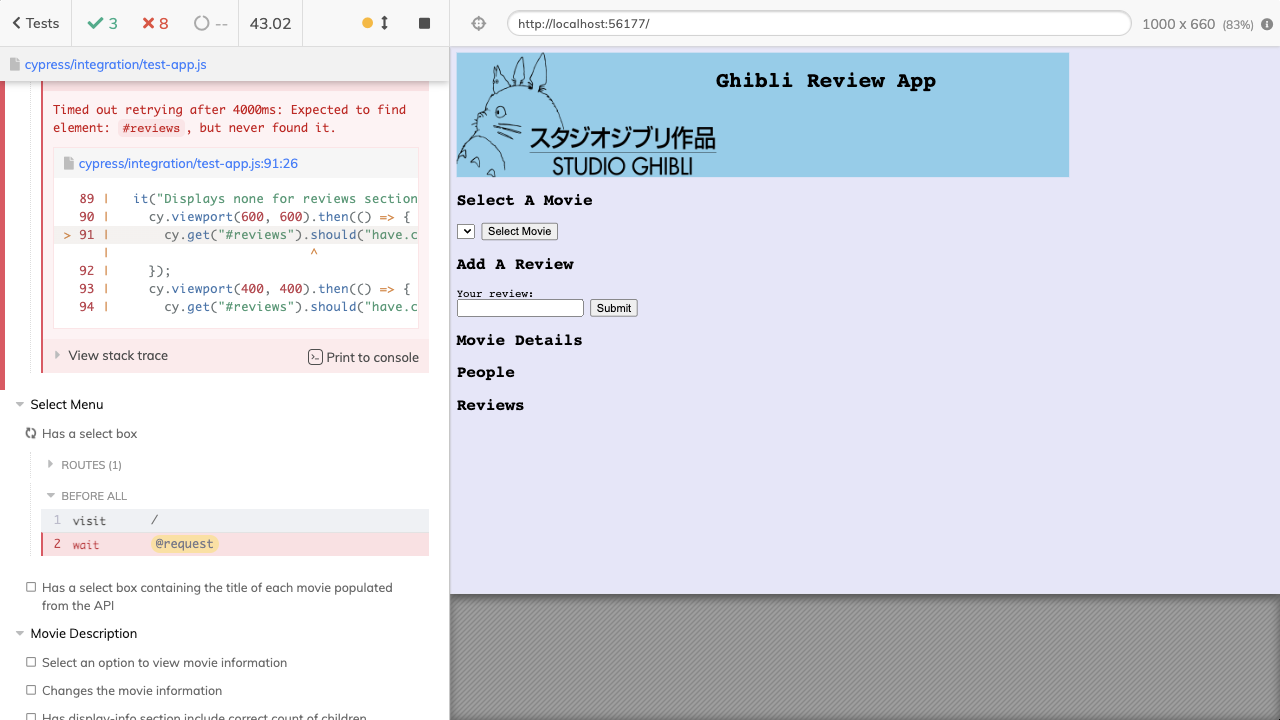 Tests
3
8
--
43.02
http://localhost:56177/
1000 x 660 (83%)
cypress/integration/test-app.js
Timed out retrying after 4000ms: Expected to find
element: #reviews, but never found it.
cypress/integration/test-app.js:91:26
89 | it("Displays none for reviews section
90 | cy.viewport(600, 600).then(() => {
> 91 | cy.get("#reviews").should("have.c
| ^
92 | });
93 | cy.viewport(400, 400).then(() => {
94 | cy.get("#reviews").should("have.c
View stack trace
Print to console
Select Menu
Has a select box
ROUTES (1)
BEFORE ALL
1 visit /
2 wait @request
Has a select box containing the title of each movie populated
from the API
Movie Description
Select an option to view movie information
Changes the movie information
Has display-info section include correct count of children
Ghibli Review App
スタジオジブリ作品
STUDIO GHIBLI
Select A Movie
Select Movie
Add A Review
Your review:
Submit
Movie Details
People
Reviews